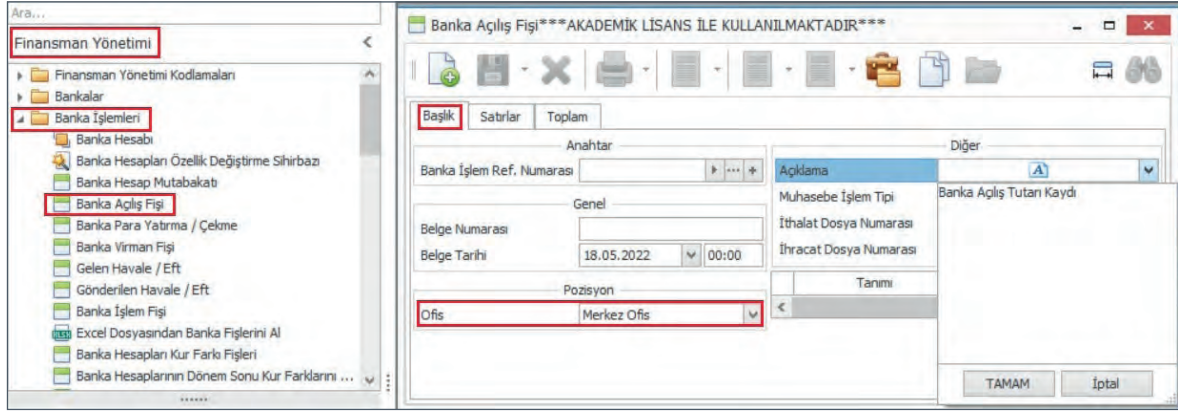 Ara...
Finansman Yönetimi
Finansman Yönetimi Kodlamaları
Bankalar
Banka İşlemleri
Banka Hesabı
Banka Hesapları Özellik Değiştirme Sihirbazı
Banka Hesap Mutabakatı
Banka Açılış Fişi
Banka Para Yatırma / Çekme
Banka Virman Fişi
Gelen Havale / Eft
Gönderilen Havale / Eft
Banka İşlem Fişi
Excel Dosyasından Banka Fişlerini Al
Banka Hesapları Kur Farkı Fişleri
Banka Hesaplarının Dönem Sonu Kur Farklarını ...
Banka Açılış Fişi***AKADEMİK LİSANS İLE KULLANILMAKTADIR***
Başlık Satırlar Toplam
Anahtar
Banka İşlem Ref. Numarası
Genel
Belge Numarası
Belge Tarihi 18.05.2022 00:00
Pozisyon
Ofis Merkez Ofis
Diğer
Açıklama A
Muhasebe İşlem Tipi
İthalat Dosya Numarası
İhracat Dosya Numarası
Tanımı
Banka Açılış Tutarı Kaydı
TAMAM İptal